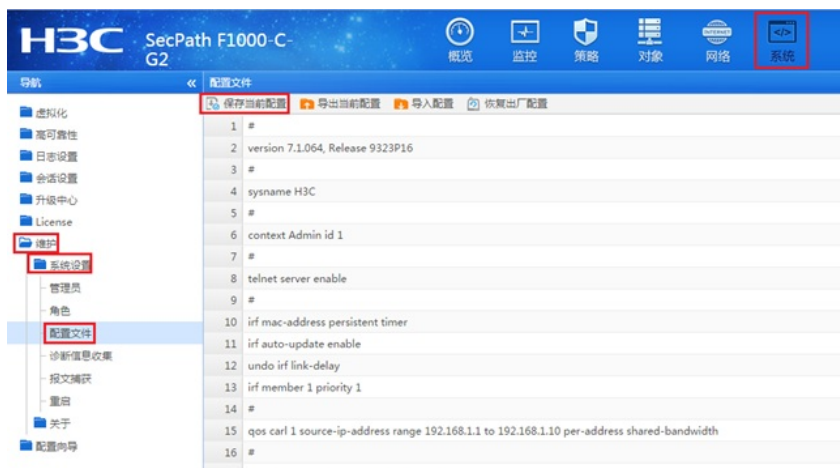 H3C SecPath F1000-C-G2
概览 监控 策略 对象 网络 系统
导航 « 配置文件
保存当前配置 导出当前配置 导入配置 恢复出厂配置
虚拟化
高可靠性
日志设置
会话设置
升级中心
License
维护
系统设置
管理员
角色
配置文件
诊断信息收集
报文捕获
重启
关于
配置向导
1 #
2 version 7.1.064, Release 9323P16
3 #
4 sysname H3C
5 #
6 context Admin id 1
7 #
8 telnet server enable
9 #
10 irf mac-address persistent timer
11 irf auto-update enable
12 undo irf link-delay
13 irf member 1 priority 1
14 #
15 qos carl 1 source-ip-address range 192.168.1.1 to 192.168.1.10 per-address shared-bandwidth
16 #